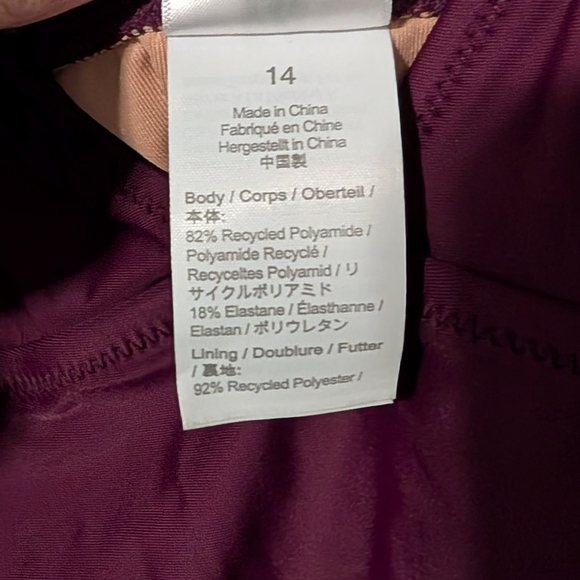 14
Made in China
Fabriqué en Chine
Hergestellt in China
中国製
Body / Corps / Oberteil /
本体:
82% Recycled Polyamide /
Polyamide Recyclé /
Recyceltes Polyamid / リ
サイクルポリアミド
18% Elastane / Élasthanne /
Elastan / ポリウレタン
Lining / Doublure / Futter
/ 裏地:
92% Recycled Polyester /